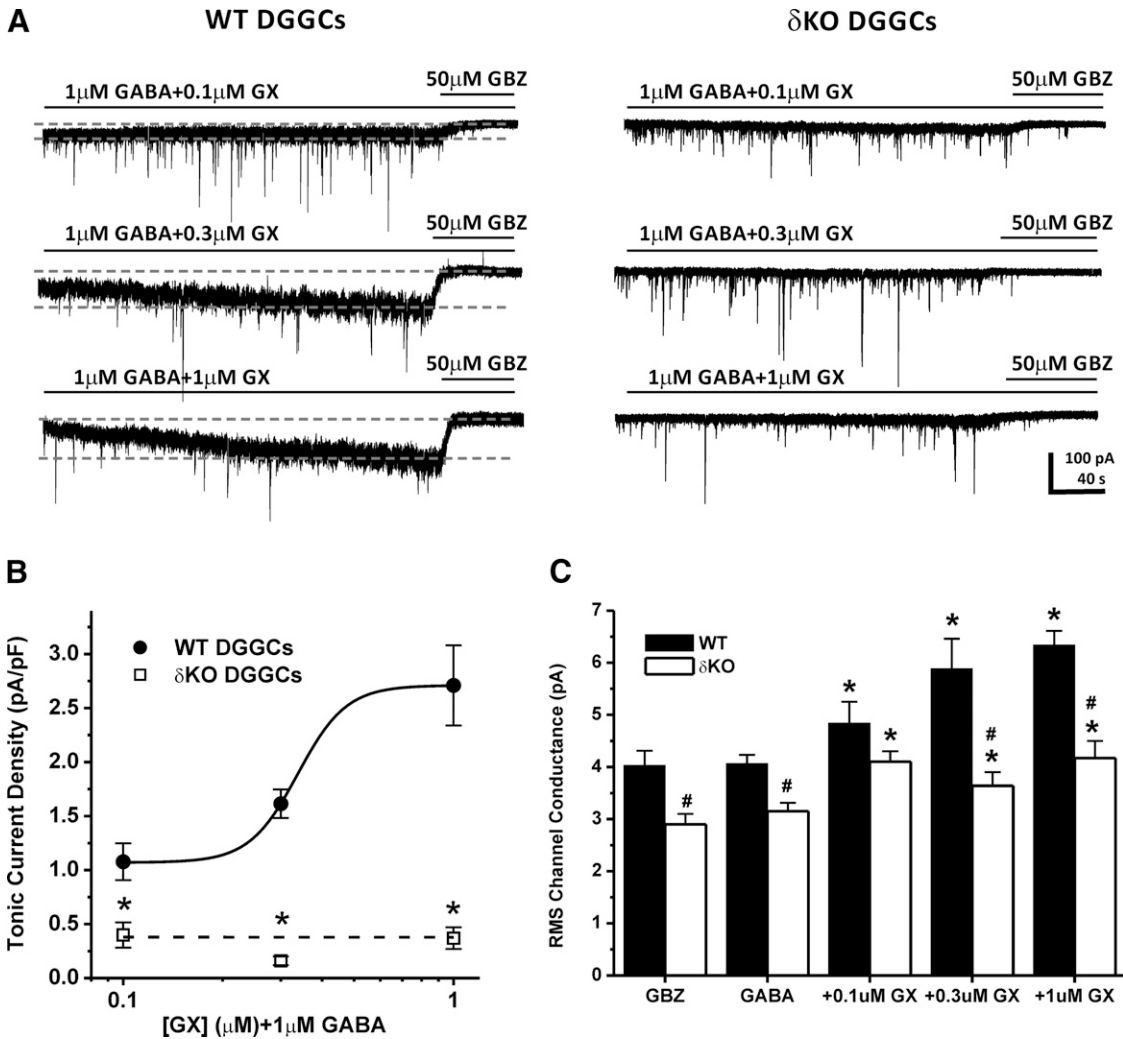 A
WT DGGCs
δKO DGGCs
1μM GABA+0.1μM GX
50μM GBZ
1μM GABA+0.1μM GX
50μM GBZ
1μM GABA+0.3μM GX
50μM GBZ
1μM GABA+0.3μM GX
50μM GBZ
1μM GABA+1μM GX
50μM GBZ
1μM GABA+1μM GX
50μM GBZ
100 pA
40 s
B
Tonic Current Density (pA/pF)
3.0
2.5
2.0
1.5
1.0
0.5
0.0
WT DGGCs
δKO DGGCs
* * *
0.1 1
[GX] (μM)+1μM GABA
C
RMS Channel Conductance (pA)
7
6
5
4
3
2
1
0
WT
δKO
#
#
*
*
*
#
*
*
#
*
GBZ GABA +0.1uM GX +0.3uM GX +1uM GX